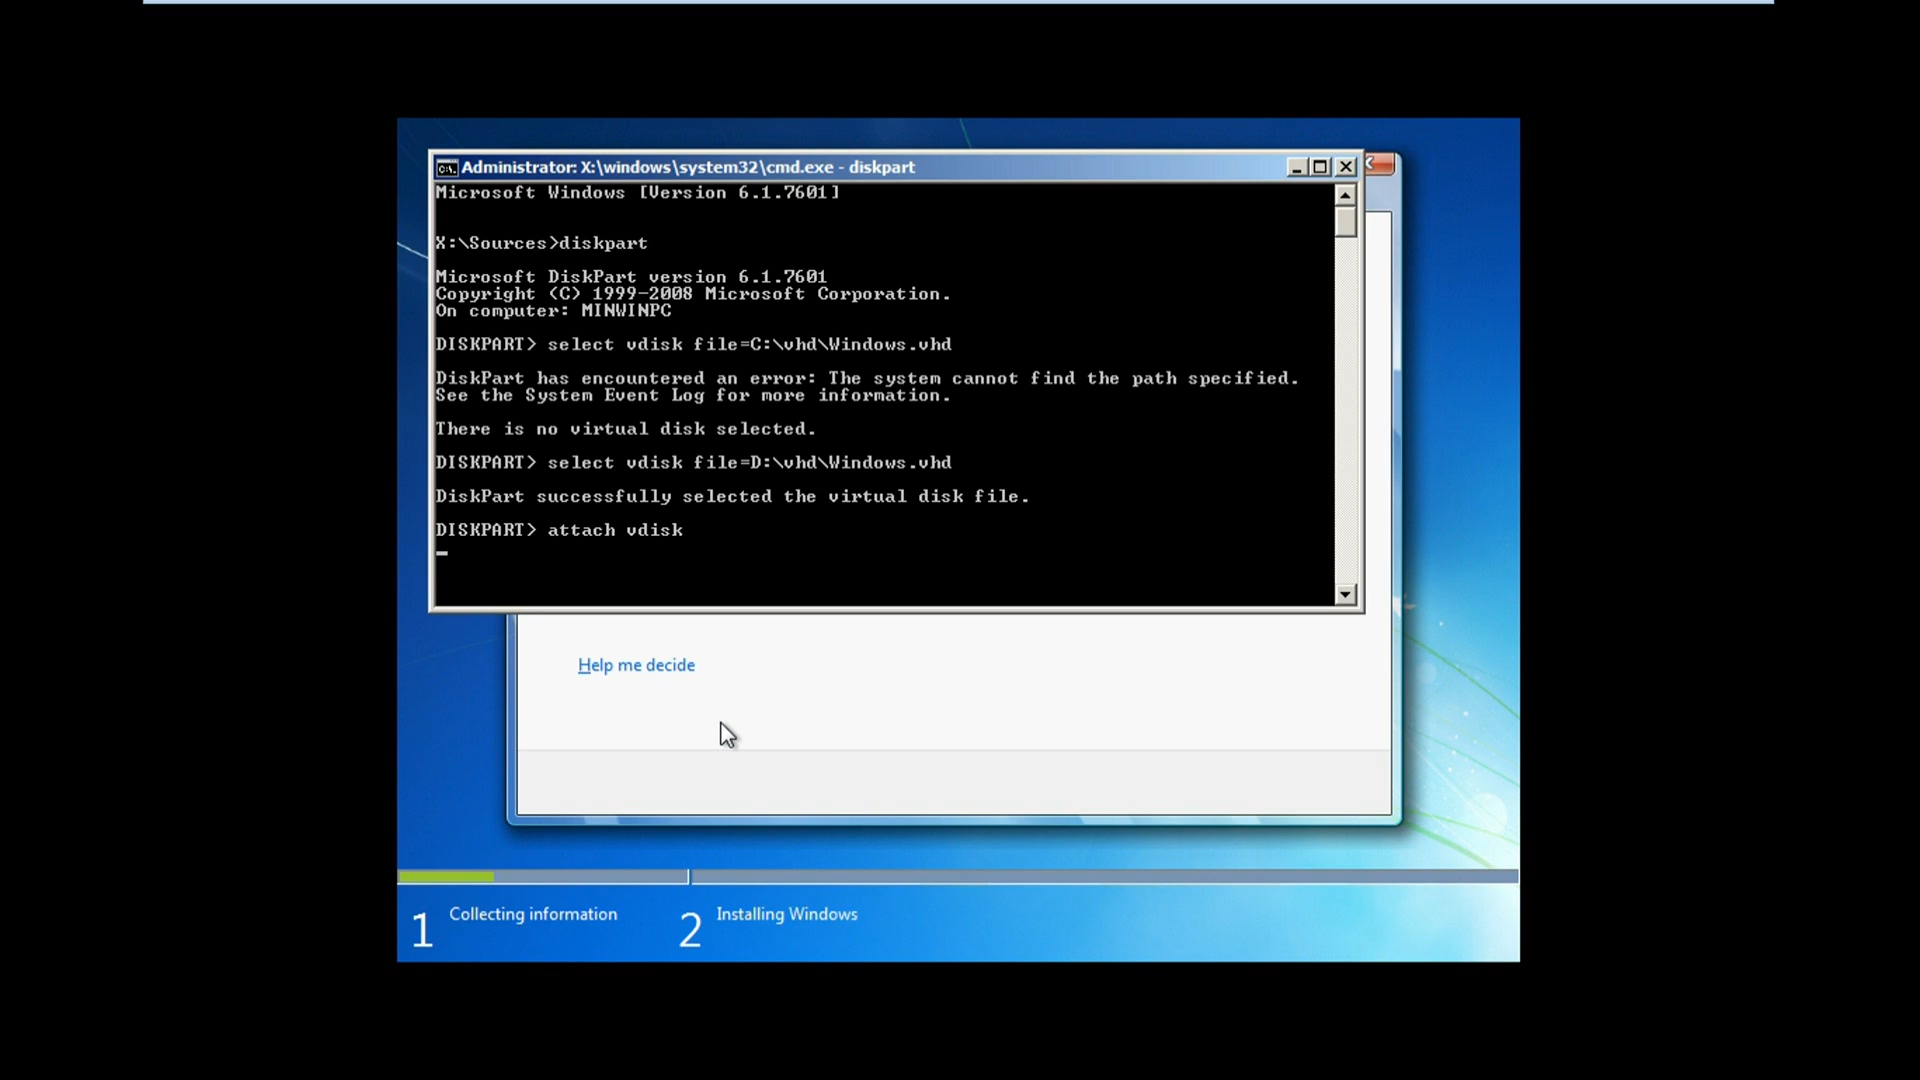 Administrator: X:\windows\system32\cmd.exe - diskpart
Microsoft Windows [Version 6.1.7601]
X:\Sources>diskpart
Microsoft DiskPart version 6.1.7601
Copyright (C) 1999-2008 Microsoft Corporation.
On computer: MINWINPC
DISKPART> select vdisk file=C:\vhd\Windows.vhd
DiskPart has encountered an error: The system cannot find the path specified.
See the System Event Log for more information.
There is no virtual disk selected.
DISKPART> select vdisk file=D:\vhd\Windows.vhd
DiskPart successfully selected the virtual disk file.
DISKPART> attach vdisk
Help me decide
1 Collecting information
2 Installing Windows